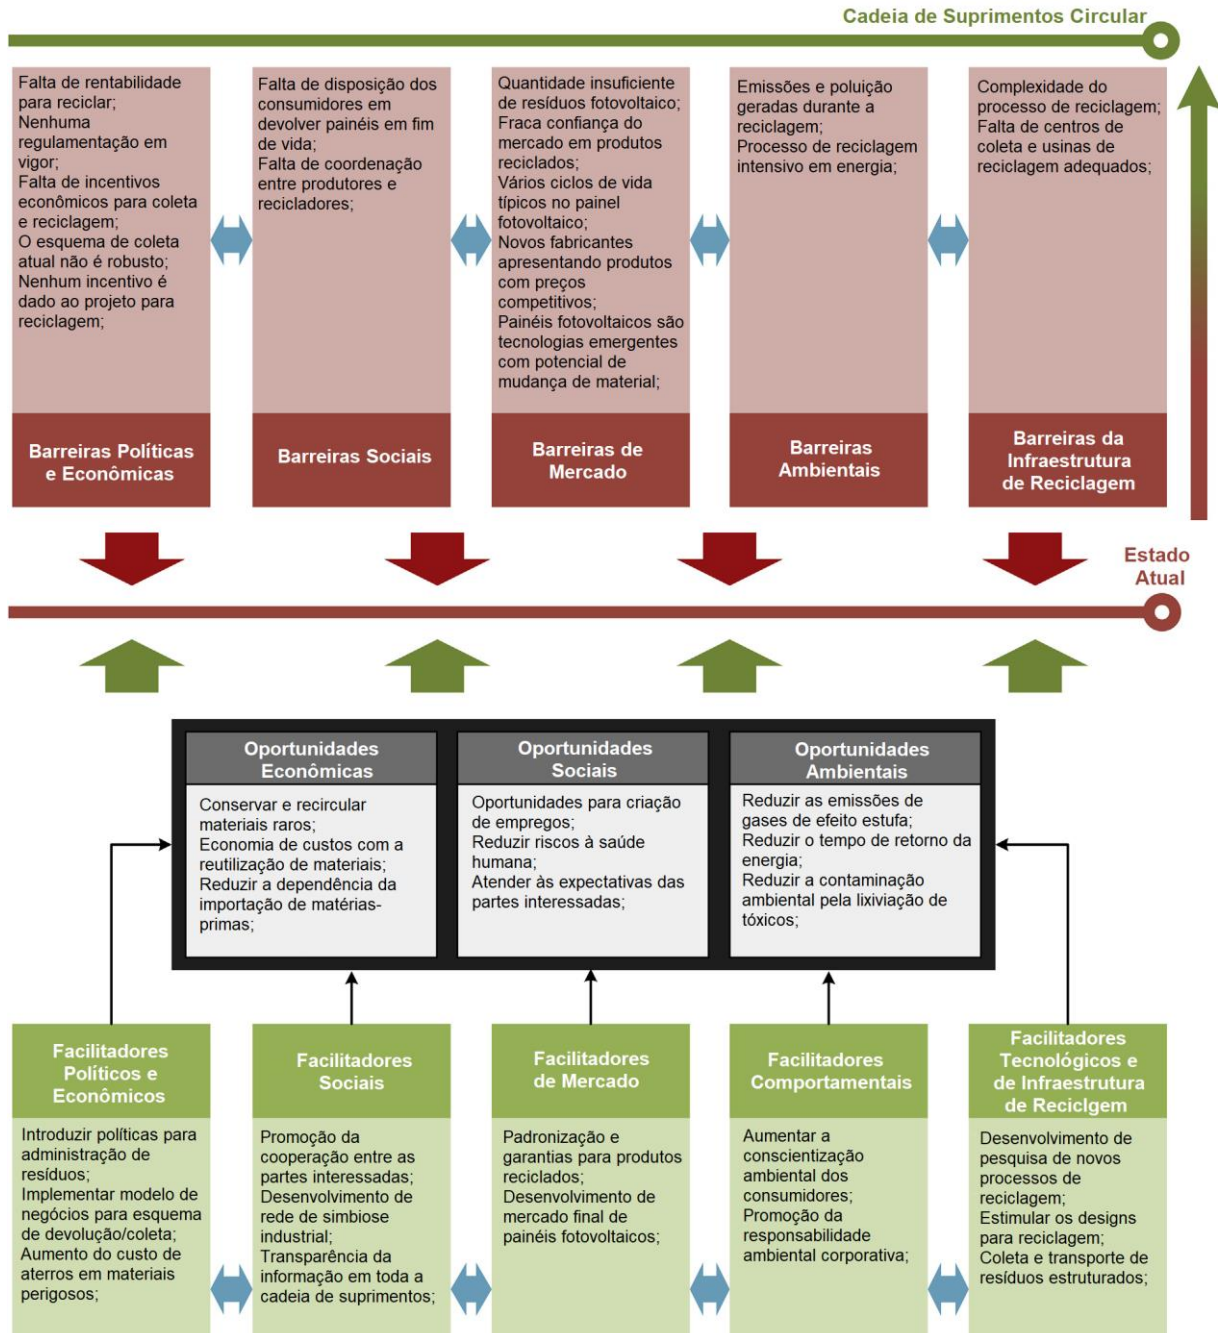 Cadeia de Suprimentos Circular
Falta de rentabilidade
para reciclar;
Nenhuma
regulamentação em
vigor;
Falta de incentivos
econômicos para coleta
e reciclagem;
O esquema de coleta
atual não é robusto;
Nenhum incentivo é
dado ao projeto para
reciclagem;
Barreiras Políticas
e Econômicas
Falta de disposição dos
consumidores em
devolver painéis em fim
de vida;
Falta de coordenação
entre produtores e
recicladores;
Barreiras Sociais
Quantidade insuficiente
de resíduos fotovoltaico;
Fraca confiança do
mercado em produtos
reciclados;
Vários ciclos de vida
típicos no painel
fotovoltaico;
Novos fabricantes
apresentando produtos
com preços
competitivos;
Painéis fotovoltaicos são
tecnologias emergentes
com potencial de
mudança de material;
Barreiras de
Mercado
Emissões e poluição
geradas durante a
reciclagem;
Processo de reciclagem
intensivo em energia;
Barreiras
Ambientais
Complexidade do
processo de reciclagem;
Falta de centros de
coleta e usinas de
reciclagem adequados;
Barreiras da
Infraestrutura
de Reciclagem
Estado
Atual
Oportunidades
Econômicas
Conservar e recircular
materiais raros;
Economia de custos com a
reutilização de materiais;
Reduzir a dependência da
importação de matérias-
primas;
Oportunidades
Sociais
Oportunidades para criação
de empregos;
Reduzir riscos à saúde
humana;
Atender às expectativas das
partes interessadas;
Oportunidades
Ambientais
Reduzir as emissões de
gases de efeito estufa;
Reduzir o tempo de retorno da
energia;
Reduzir a contaminação
ambiental pela lixiviação de
tóxicos;
Facilitadores
Políticos e
Econômicos
Introduzir políticas para
administração de
resíduos;
Implementar modelo de
negócios para esquema
de devolução/coleta;
Aumento do custo de
aterros em materiais
perigosos;
Facilitadores
Sociais
Promoção da
cooperação entre as
partes interessadas;
Desenvolvimento de
rede de simbiose
industrial;
Transparência da
informação em toda a
cadeia de suprimentos;
Facilitadores
de Mercado
Padronização e
garantias para produtos
reciclados;
Desenvolvimento de
mercado final de
painéis fotovoltaicos;
Facilitadores
Comportamentais
Aumentar a
conscientização
ambiental dos
consumidores;
Promoção da
responsabilidade
ambiental corporativa;
Facilitadores
Tecnológicos e
de Infraestrutura
de Reciclgem
Desenvolvimento de
pesquisa de novos
processos de
reciclagem;
Estimular os designs
para reciclagem;
Coleta e transporte de
resíduos estruturados;